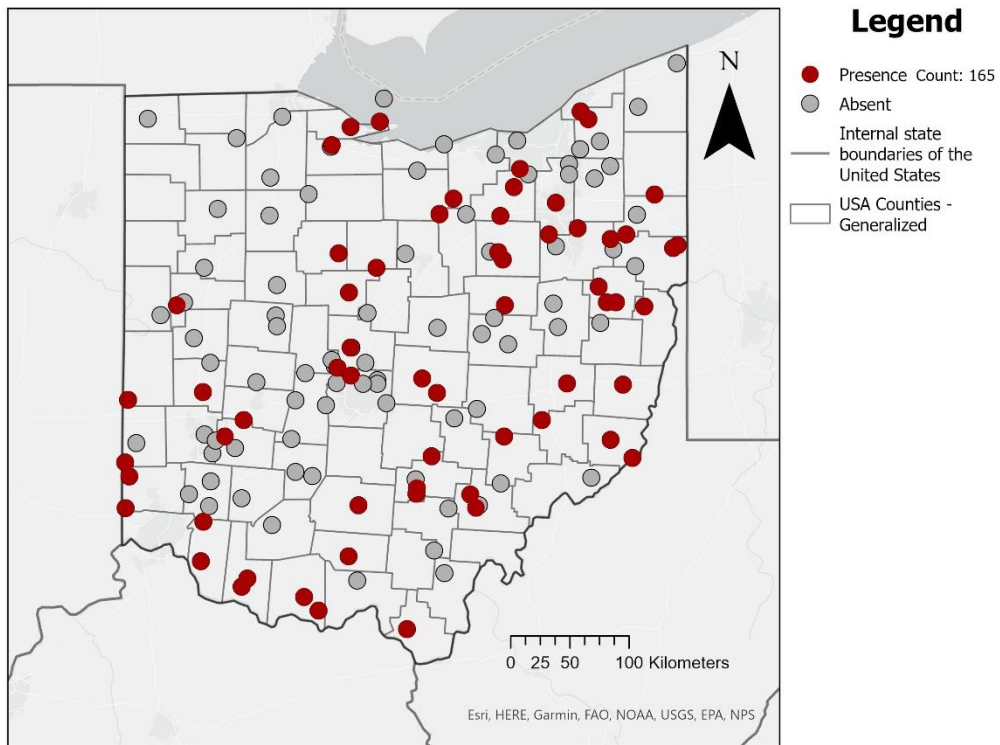 Legend
N
Presence Count: 165
Absent
Internal state
boundaries of the
United States
USA Counties -
Generalized
0 25 50 100 Kilometers
Esri, HERE, Garmin, FAO, NOAA, USGS, EPA, NPS